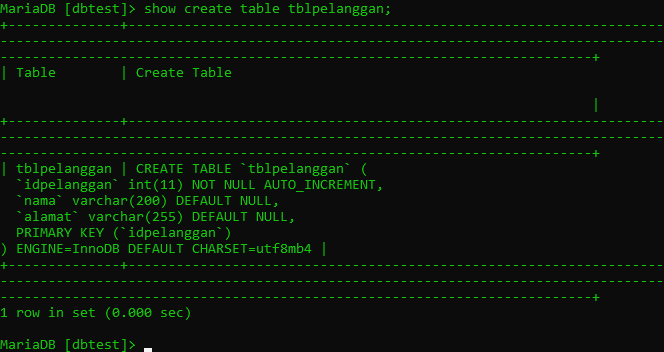 MariaDB [dbtest]> show create table tblpelanggan;
+--------------+-------------------------------------------------------------------
-----------------------------------------------------------------------------------
--------------------------------------------------------------------------+
| Table        | Create Table
|
+--------------+-------------------------------------------------------------------
-----------------------------------------------------------------------------------
--------------------------------------------------------------------------+
| tblpelanggan | CREATE TABLE `tblpelanggan` (
  `idpelanggan` int(11) NOT NULL AUTO_INCREMENT,
  `nama` varchar(200) DEFAULT NULL,
  `alamat` varchar(255) DEFAULT NULL,
  PRIMARY KEY (`idpelanggan`)
) ENGINE=InnoDB DEFAULT CHARSET=utf8mb4 |
+--------------+-------------------------------------------------------------------
-----------------------------------------------------------------------------------
--------------------------------------------------------------------------+
1 row in set (0.000 sec)
MariaDB [dbtest]>